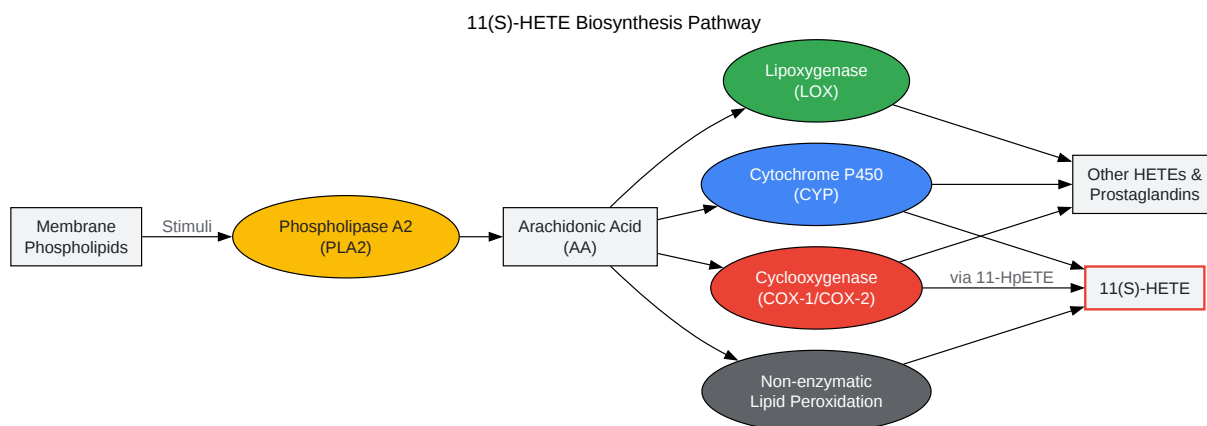 11(S)-HETE Biosynthesis Pathway
Membrane
Phospholipids
Stimuli
Phospholipase A2
(PLA2)
Arachidonic Acid
(AA)
Lipoxygenase
(LOX)
Cytochrome P450
(CYP)
Cyclooxygenase
(COX-1/COX-2)
Non-enzymatic
Lipid Peroxidation
via 11-HpETE
Other HETEs &
Prostaglandins
11(S)-HETE